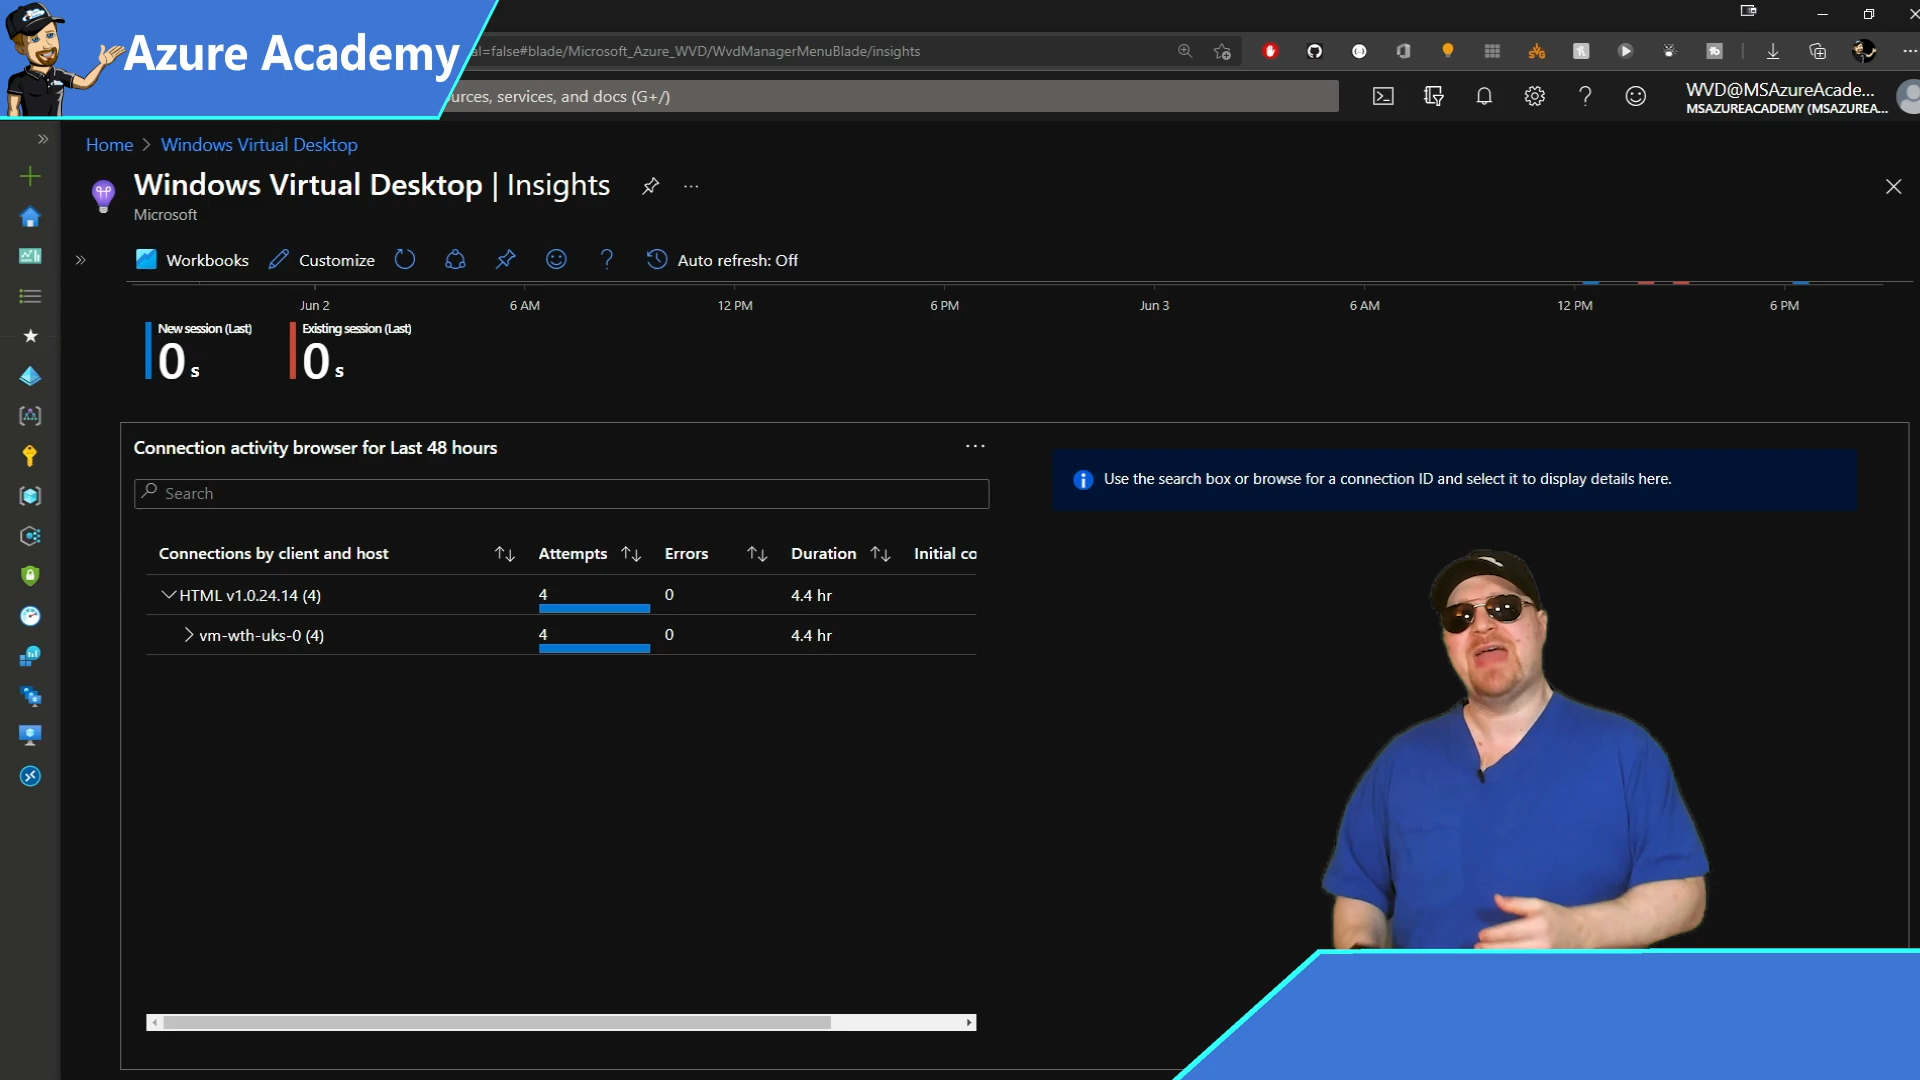 Azure Academy
al=false#blade/Microsoft_Azure_WVD/WvdManagerMenuBlade/insights
urces, services, and docs (G+/)
WVD@MSAzureAcade...
MSAZUREACADEMY (MSAZUREA...
Home > Windows Virtual Desktop
Windows Virtual Desktop | Insights
Microsoft
Workbooks Customize Auto refresh: Off
Jun 2 6 AM 12 PM 6 PM Jun 3 6 AM 12 PM 6 PM
New session (Last) Existing session (Last)
0 s 0 s
Connection activity browser for Last 48 hours
Use the search box or browse for a connection ID and select it to display details here.
Search
Connections by client and host Attempts Errors Duration Initial co
HTML v1.0.24.14 (4) 4 0 4.4 hr
vm-wth-uks-0 (4) 4 0 4.4 hr